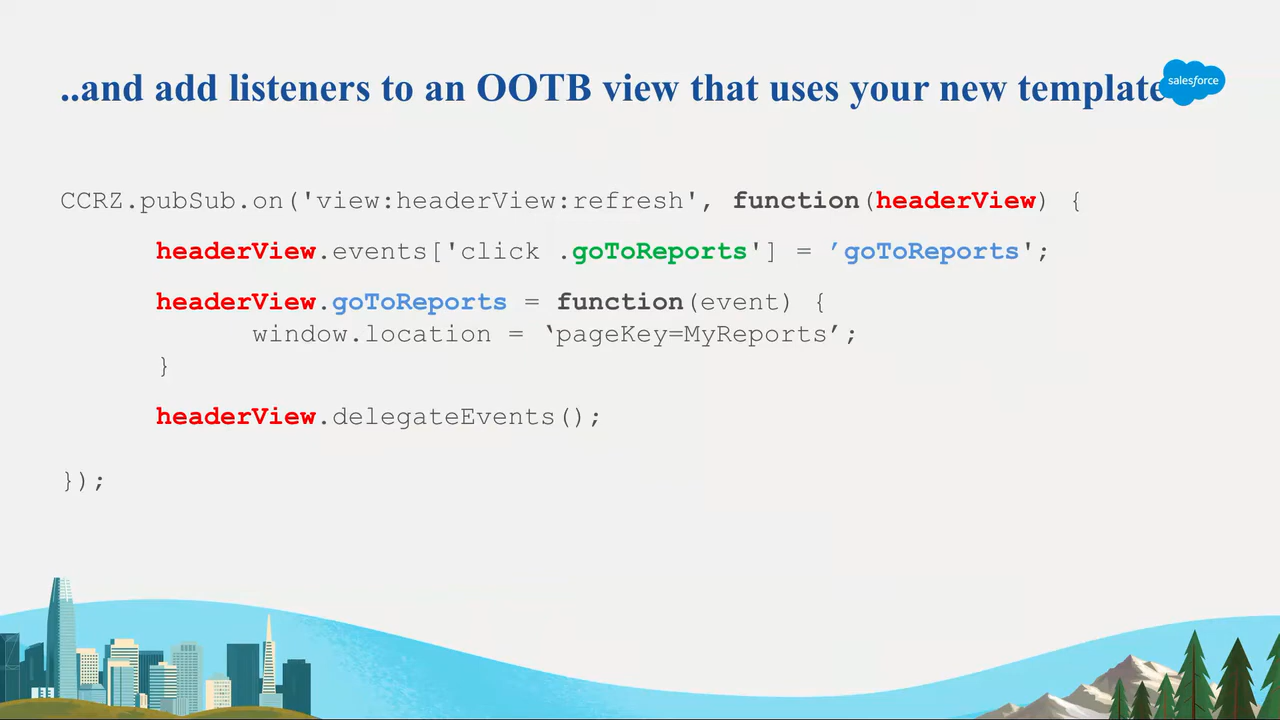 ..and add listeners to an OOTB view that uses your new template
salesforce
CCRZ.pubSub.on('view:headerView:refresh', function(headerView) {
headerView.events['click .goToReports'] = ’goToReports';
headerView.goToReports = function(event) {
window.location = ‘pageKey=MyReports’;
}
headerView.delegateEvents();
});